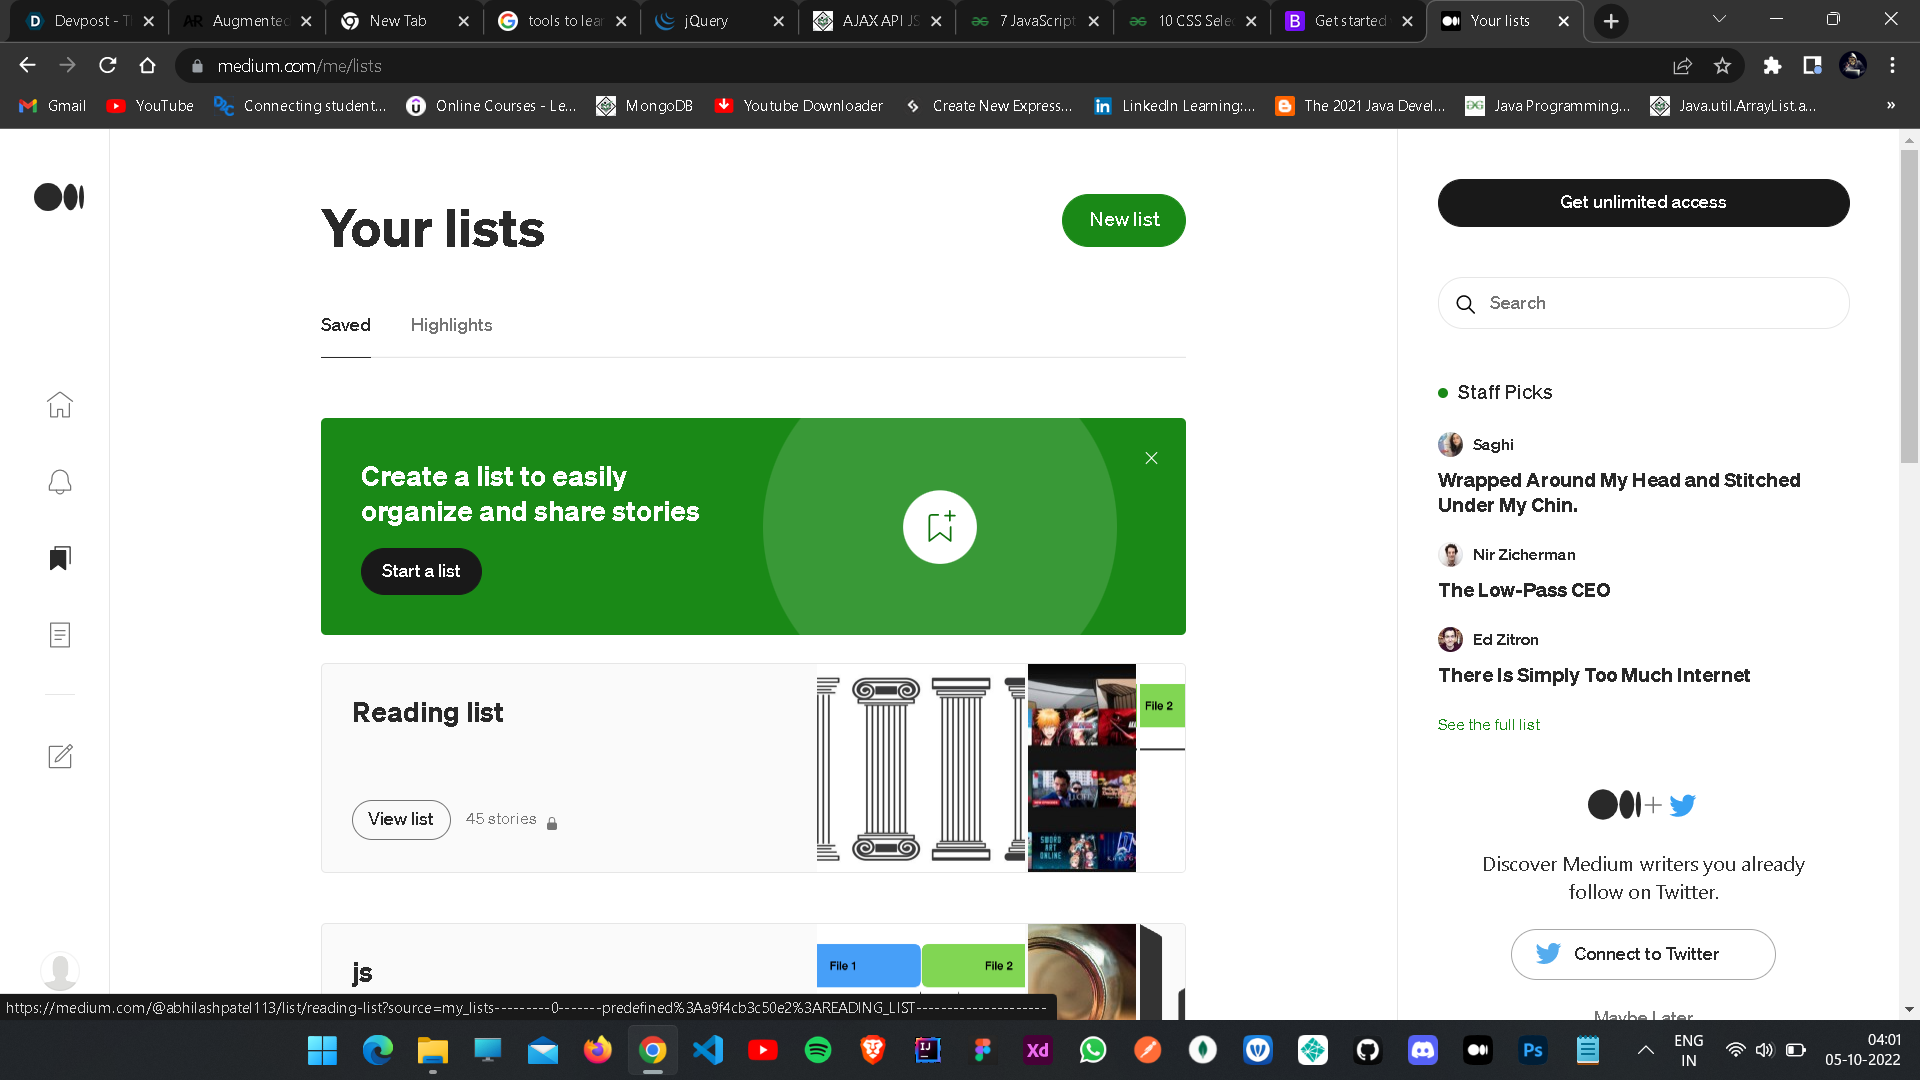 Devpost - Tl
Augmente
New Tab
tools to lear
jQuery
AJAX API JS
7 JavaScript
10 CSS Sele
Get started
Your lists
medium.com/me/lists
Gmail
YouTube
Connecting student...
Online Courses - Le...
MongoDB
Youtube Downloader
Create New Express...
LinkedIn Learning:...
The 2021 Java Devel...
Java Programming...
Java.util.ArrayList.a...
»
Your lists
New list
Saved
Highlights
Create a list to easily
organize and share stories
Start a list
Reading list
View list
45 stories
File 2
SWORD
ART
ONLINE
js
File 1
File 2
Get unlimited access
Search
Staff Picks
Saghi
Wrapped Around My Head and Stitched
Under My Chin.
Nir Zicherman
The Low-Pass CEO
Ed Zitron
There Is Simply Too Much Internet
See the full list
Discover Medium writers you already
follow on Twitter.
Connect to Twitter
Maybe Later
https://medium.com/@abhilashpatel113/list/reading-list?source=my_lists---------0-------predefined%3Aa9f4cb3c50e2%3AREADING_LIST---------------------
ENG
IN
04:01
05-10-2022